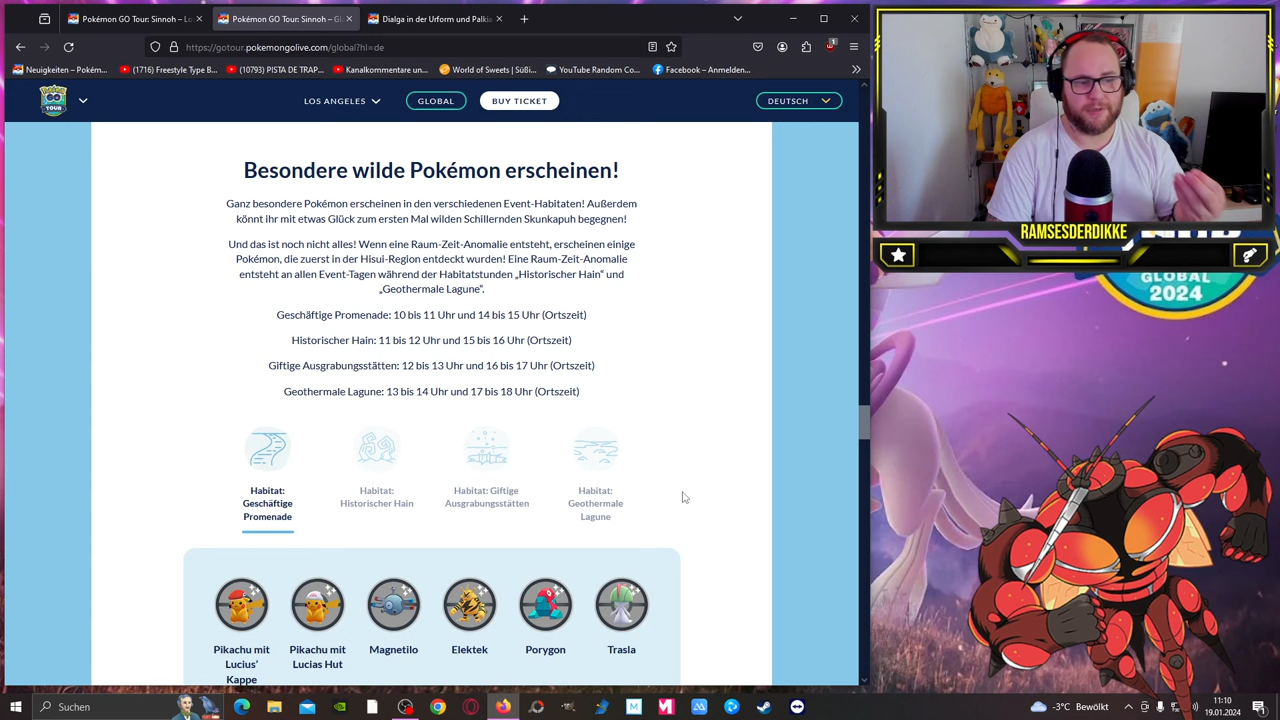 Pokémon GO Tour: Sinnoh – Lo
Pokémon GO Tour: Sinnoh – Gl
Dialga in der Urform und Palkia
https://gotour.pokemongolive.com/global?hl=de
1
Neuigkeiten – Pokém...
(1716) Freestyle Type B...
(10793) PISTA DE TRAP...
Kanalkommentare un...
World of Sweets | Süßi...
YouTube Random Co...
Facebook – Anmelden...
LOS ANGELES
GLOBAL
BUY TICKET
DEUTSCH
Besondere wilde Pokémon erscheinen!
Ganz besondere Pokémon erscheinen in den verschiedenen Event-Habitaten! Außerdem
könnt ihr mit etwas Glück zum ersten Mal wilden Schillernden Skunkapuh begegnen!
Und das ist noch nicht alles! Wenn eine Raum-Zeit-Anomalie entsteht, erscheinen einige
Pokémon, die zuerst in der Hisui-Region entdeckt wurden! Eine Raum-Zeit-Anomalie
entsteht an allen Event-Tagen während der Habitatstunden „Historischer Hain“ und
„Geothermale Lagune“.
Geschäftige Promenade: 10 bis 11 Uhr und 14 bis 15 Uhr (Ortszeit)
Historischer Hain: 11 bis 12 Uhr und 15 bis 16 Uhr (Ortszeit)
Giftige Ausgrabungsstätten: 12 bis 13 Uhr und 16 bis 17 Uhr (Ortszeit)
Geothermale Lagune: 13 bis 14 Uhr und 17 bis 18 Uhr (Ortszeit)
Habitat:
Geschäftige
Promenade
Habitat:
Historischer Hain
Habitat: Giftige
Ausgrabungsstätten
Habitat:
Geothermale
Lagune
Pikachu mit
Lucius’
Kappe
Pikachu mit
Lucias Hut
Magnetilo
Elektek
Porygon
Trasla
RAMSESDERDIKKE
GLOBAL
2024
Suchen
-3°C Bewölkt
11:10
19.01.2024
1